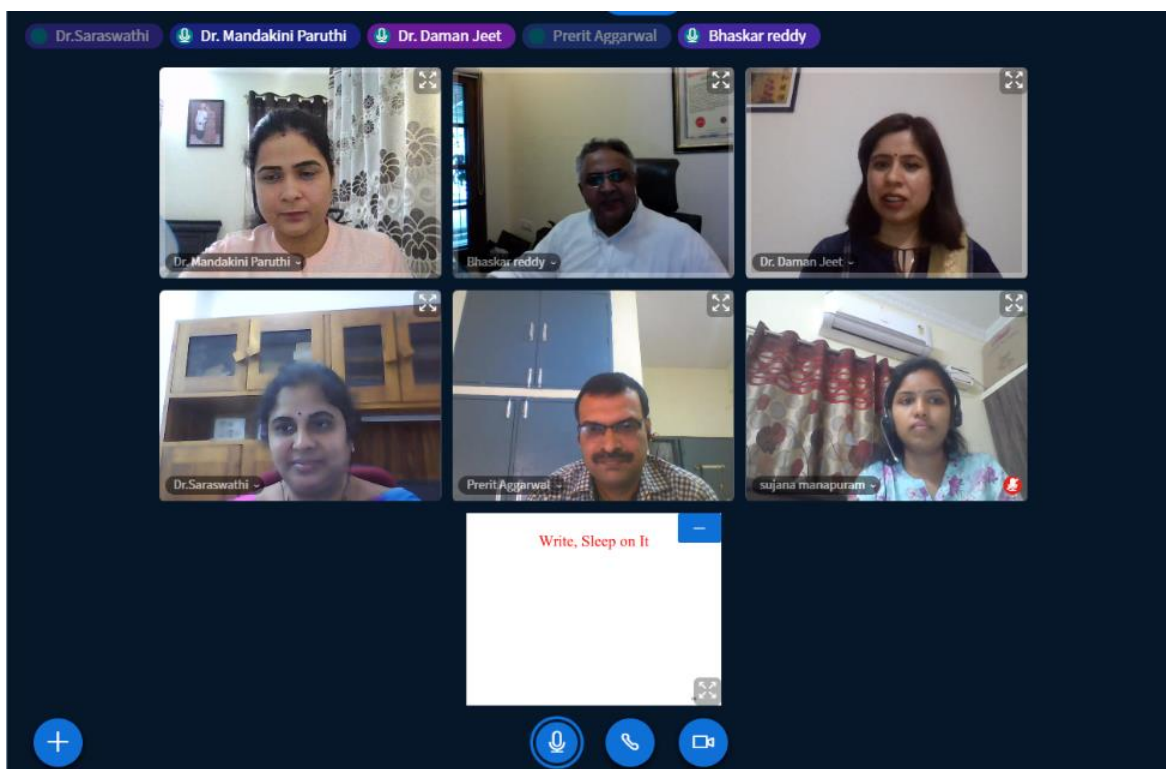 Dr.Saraswathi
Dr. Mandakini Paruthi
Dr. Daman Jeet
Prerit Aggarwal
Bhaskar reddy
Dr. Mandakini Paruthi
Bhaskar reddy
Dr. Daman Jeet
Dr.Saraswathi
Prerit Aggarwal
sujana manapuram
Write, Sleep on It